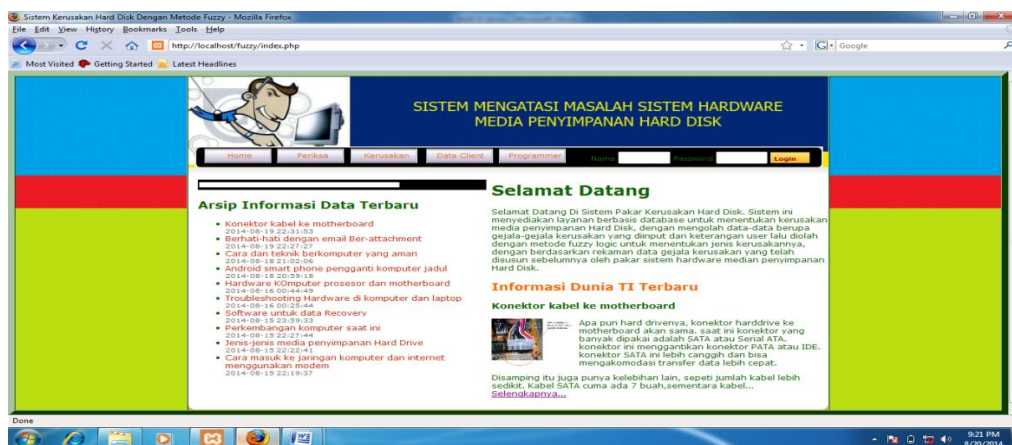 Sistem Kerusakan Hard Disk Dengan Metode Fuzzy - Mozilla Firefox
File Edit View History Bookmarks Tools Help
http://localhost/fuzzy/index.php
Google
Most Visited Getting Started Latest Headlines
SISTEM MENGATASI MASALAH SISTEM HARDWARE
MEDIA PENYIMPANAN HARD DISK
Home Periksa Kerusakan Data Client Programmer Nama Password Login
Arsip Informasi Data Terbaru
Konektor kabel ke motherboard
2014-08-19 22:31:53
Berhati-hati dengan email Ber-attachment
2014-08-19 22:27:27
Cara dan teknik berkomputer yang aman
2014-08-18 21:02:06
Android smart phone pengganti komputer jadul
2014-08-18 20:59:18
Hardware KOmputer prosesor dan motherboard
2014-08-16 00:44:49
Troubleshooting Hardware di komputer dan laptop
2014-08-16 00:25:44
Software untuk data Recovery
2014-08-15 23:59:33
Perkembangan komputer saat ini
2014-08-15 22:27:44
Jenis-jenis media penyimpanan Hard Drive
2014-08-15 22:22:41
Cara masuk ke jaringan komputer dan internet
menggunakan modem
2014-08-15 22:19:37
Selamat Datang
Selamat Datang Di Sistem Pakar Kerusakan Hard Disk. Sistem ini
menyediakan layanan berbasis database untuk menentukan kerusakan
media penyimpanan Hard Disk, dengan mengolah data-data berupa
gejala-gejala kerusakan yang diinput dari keterangan user lalu diolah
dengan metode fuzzy logic untuk menentukan jenis kerusakannya,
dengan berdasarkan rekaman data gejala kerusakan yang telah
disusun sebelumnya oleh pakar sistem hardware median penyimpanan
Hard Disk.
Informasi Dunia TI Terbaru
Konektor kabel ke motherboard
Apa pun hard drivenya, konektor harddrive ke
motherboard akan sama. saat ini konektor yang
banyak dipakai adalah SATA atau Serial ATA.
konektor ini menggantikan konektor PATA atau IDE.
konektor SATA ini lebih canggih dan bisa
mengakomodasi transfer data lebih cepat.
Disamping itu juga punya kelebihan lain, sepeti jumlah kabel lebih
sedikit. Kabel SATA cuma ada 7 buah,sementara kabel...
Selengkapnya...
Done
9:21 PM
8/20/2014